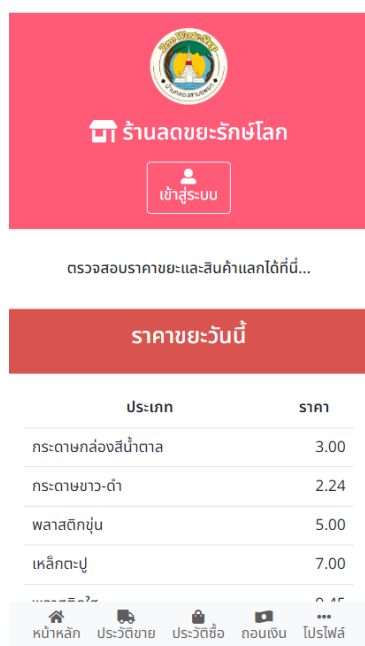 Zero Waste Shop
ร้านลดขยะรักษ์โลก
เข้าสู่ระบบ
ตรวจสอบราคาขยะและสินค้าแลกได้ที่นี่...
ราคาขยะวันนี้
ประเภท ราคา
กระดาษกล่องสีน้ำตาล 3.00
กระดาษขาว-ดำ 2.24
พลาสติกขุ่น 5.00
เหล็กตะปู 7.00
หน้าหลัก ประวัติขาย ประวัติซื้อ ถอนเงิน โปรไฟล์